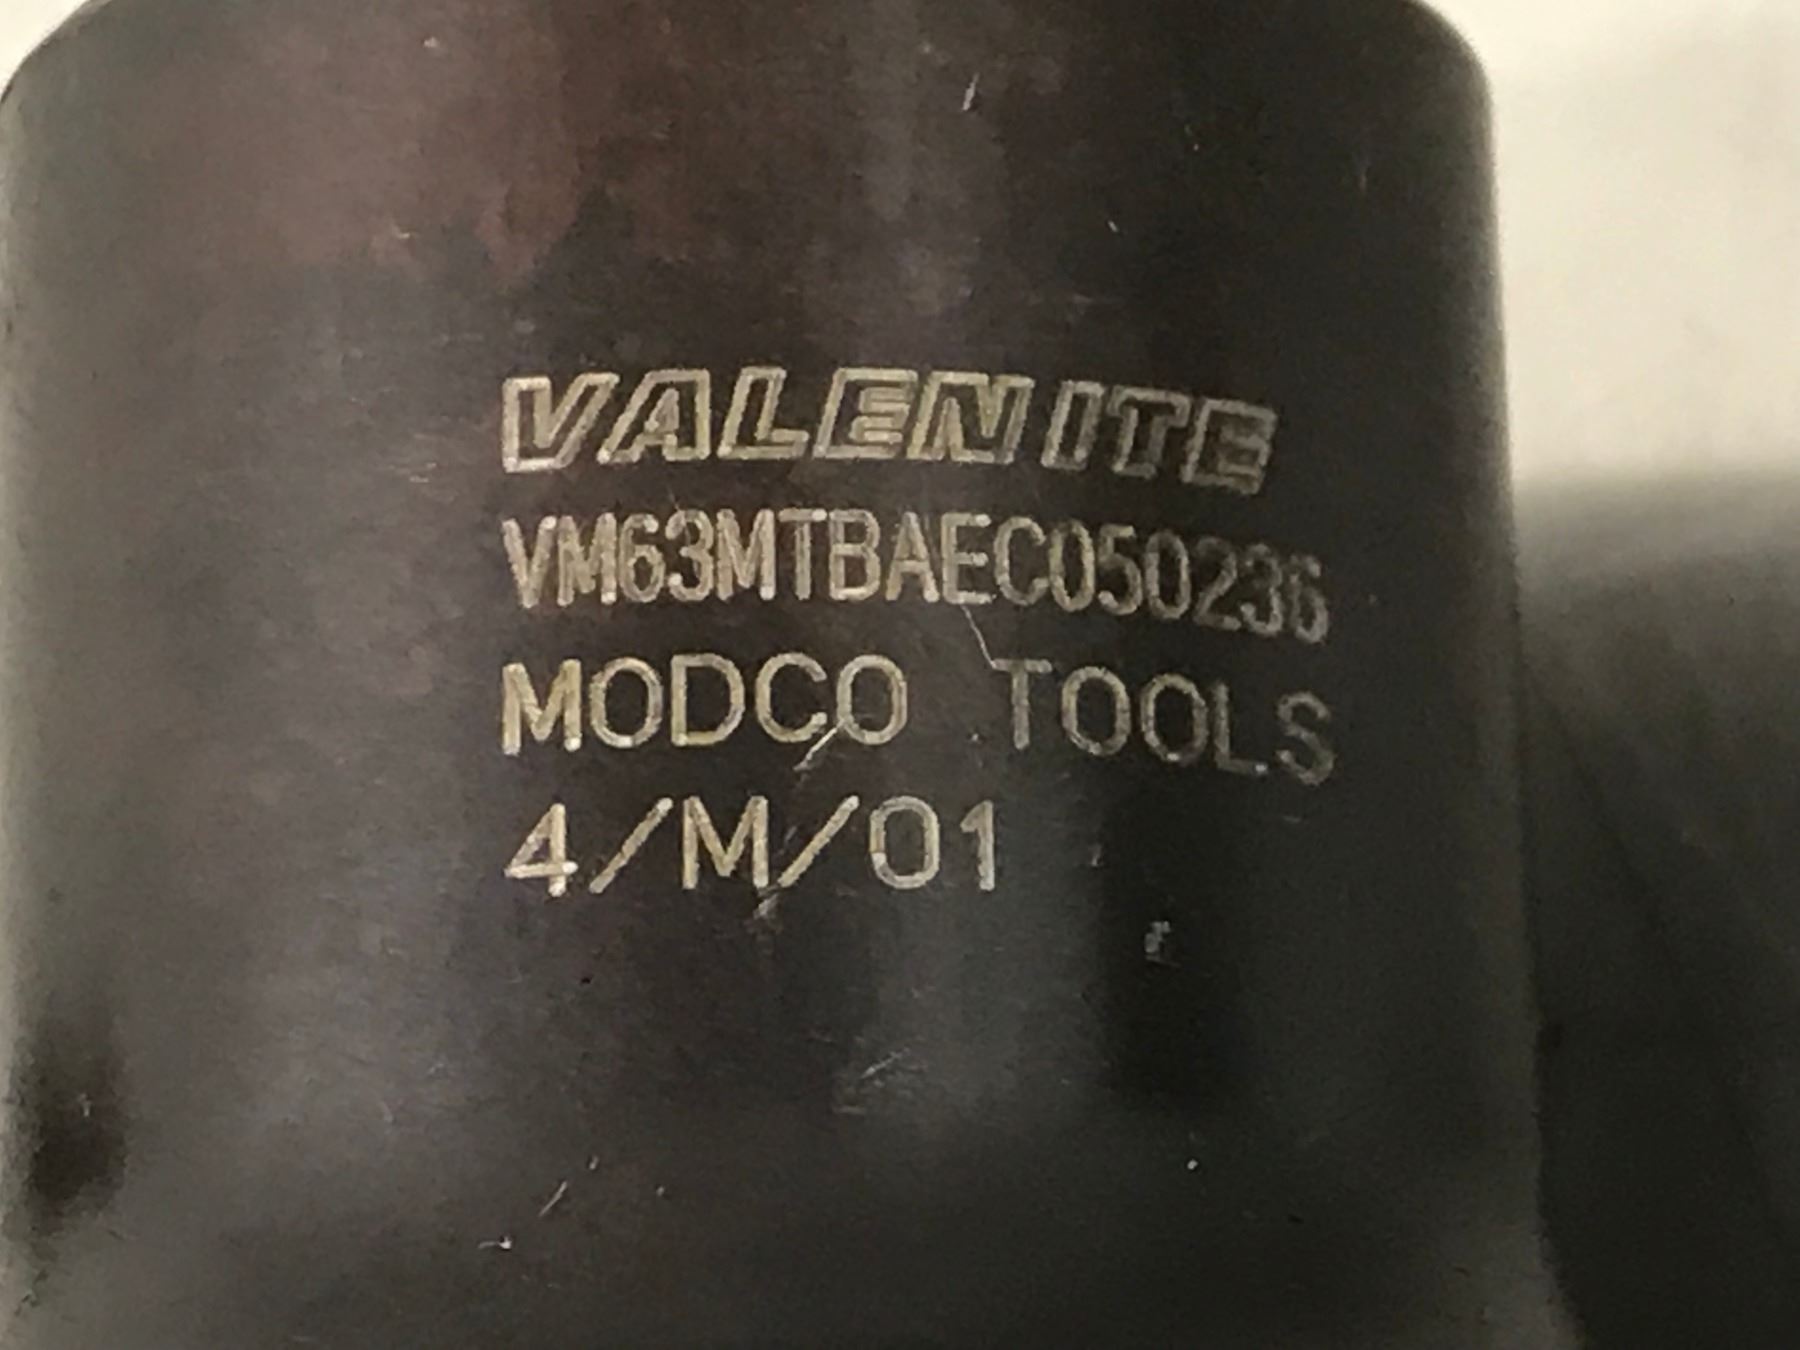 VALENITE
VM63MTBAEC050236
MODCO TOOLS
4/M/01